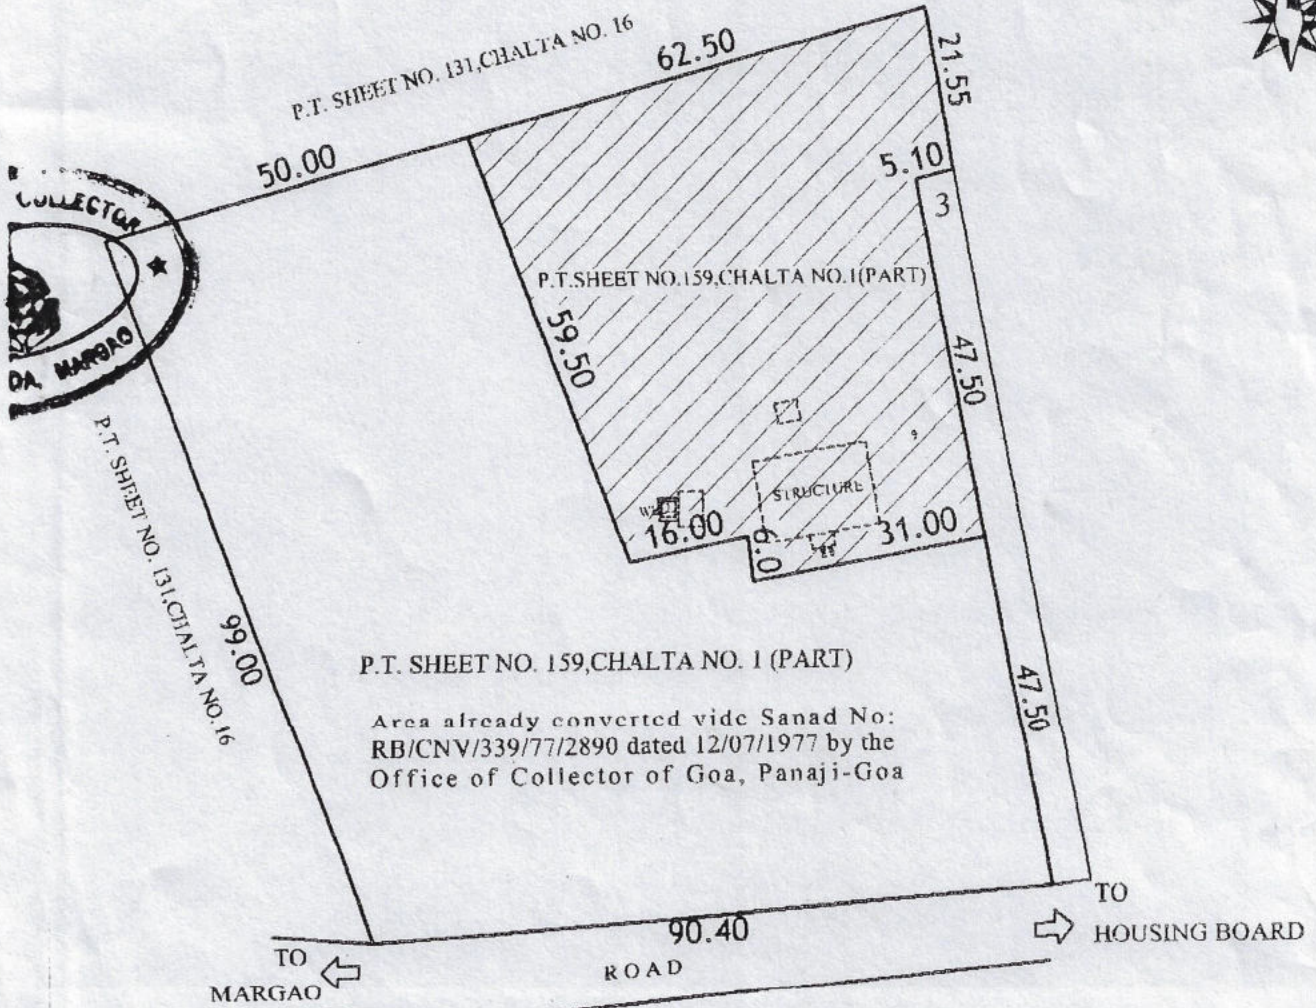 P.T. SHEET NO. 131,CHALTA NO. 16
62.50
21.55
50.00
5.10
3
COLLECTOR
DA, MARGAO
P.T.SHEET NO.159,CHALTA NO.1(PART)
59.50
47.50
9
STRUCTURE
16.00
31.00
P.T. SHEET NO. 131,CHALTA NO.16
99.00
P.T. SHEET NO. 159,CHALTA NO. 1 (PART)
47.50
Area already converted vide Sanad No:
RB/CNV/339/77/2890 dated 12/07/1977 by the
Office of Collector of Goa, Panaji-Goa
90.40
TO
HOUSING BOARD
TO
MARGAO
ROAD